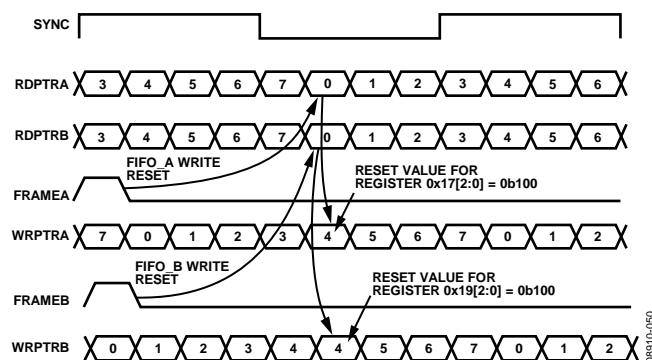 SYNC
RDPTRA 3 4 5 6 7 0 1 2 3 4 5 6
RDPTRB 3 4 5 6 7 0 1 2 3 4 5 6
FIFO_A WRITE
RESET
RESET VALUE FOR
REGISTER 0x17[2:0] = 0b100
FRAMEA
WRPTRA 7 0 1 2 3 4 5 6 7 0 1 2
FIFO_B WRITE
RESET
RESET VALUE FOR
REGISTER 0x19[2:0] = 0b100
FRAMEB
WRPTRB 0 1 2 3 4 4 5 6 7 0 1 2
08910-050